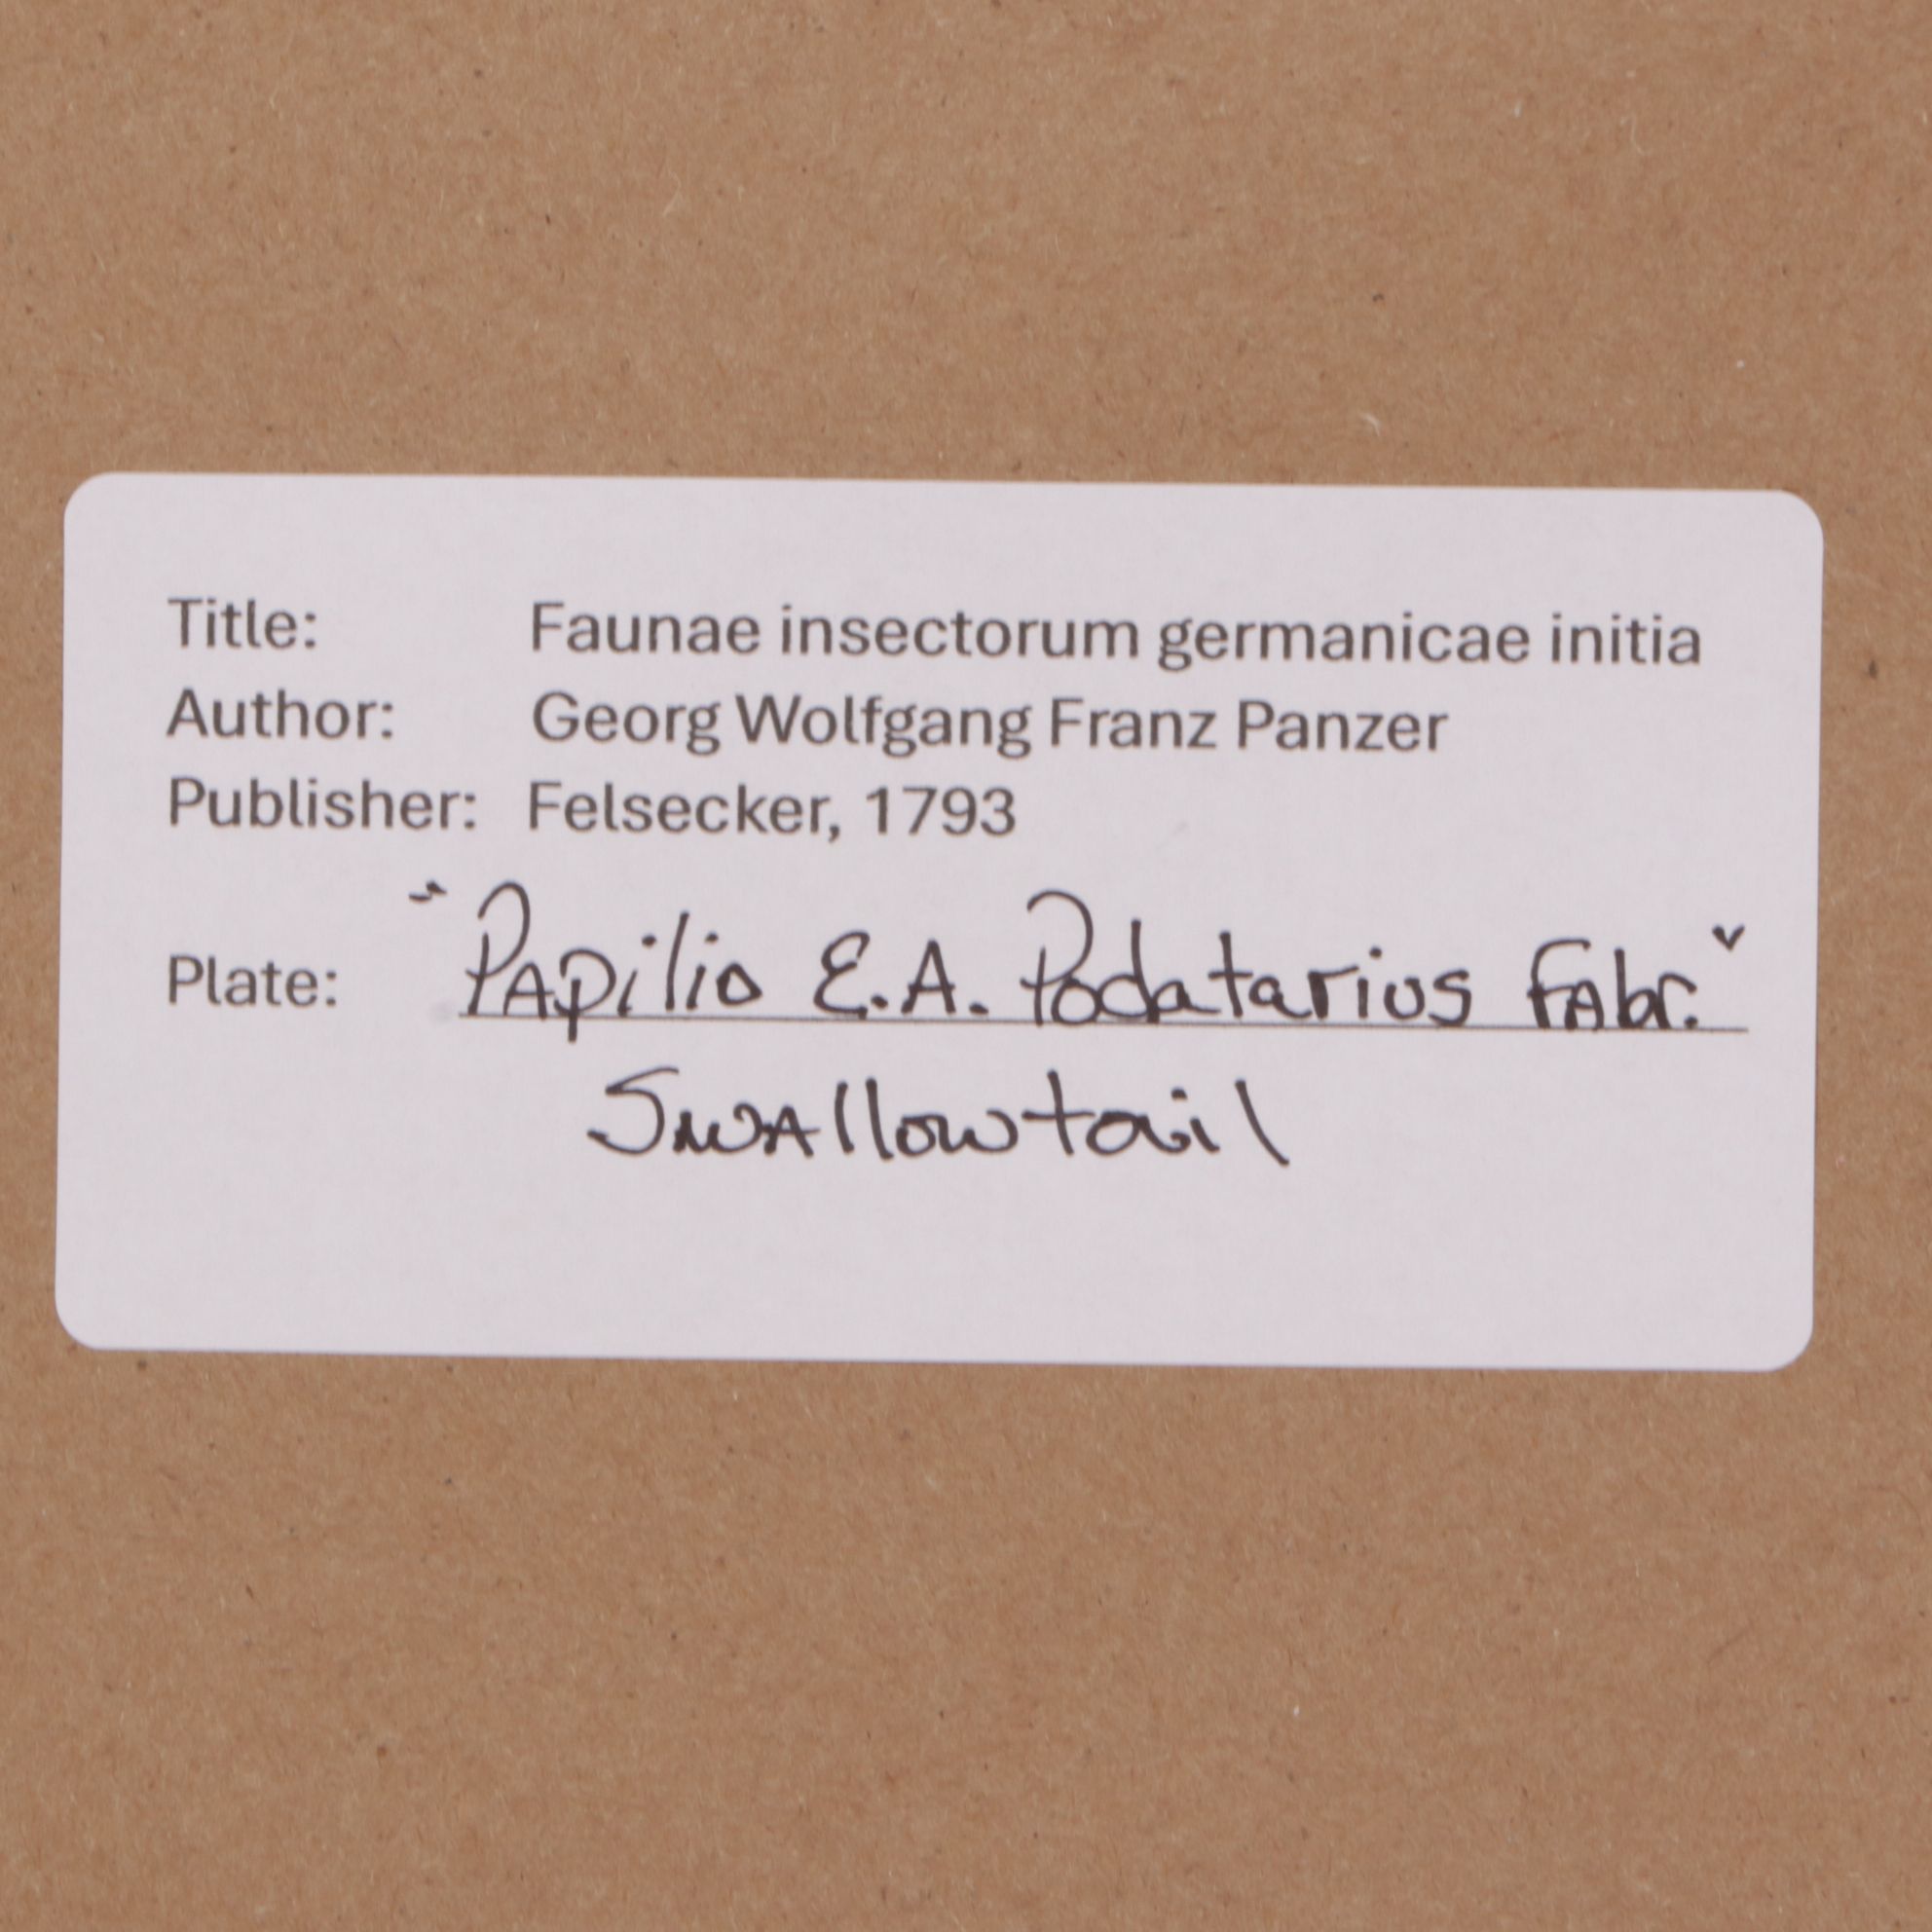 Title: Faunae insectorum germanicae initia
Author: Georg Wolfgang Franz Panzer
Publisher: Felsecker, 1793
Plate: "Papilio E.A. Podatarius Fabr."
Swallowtail